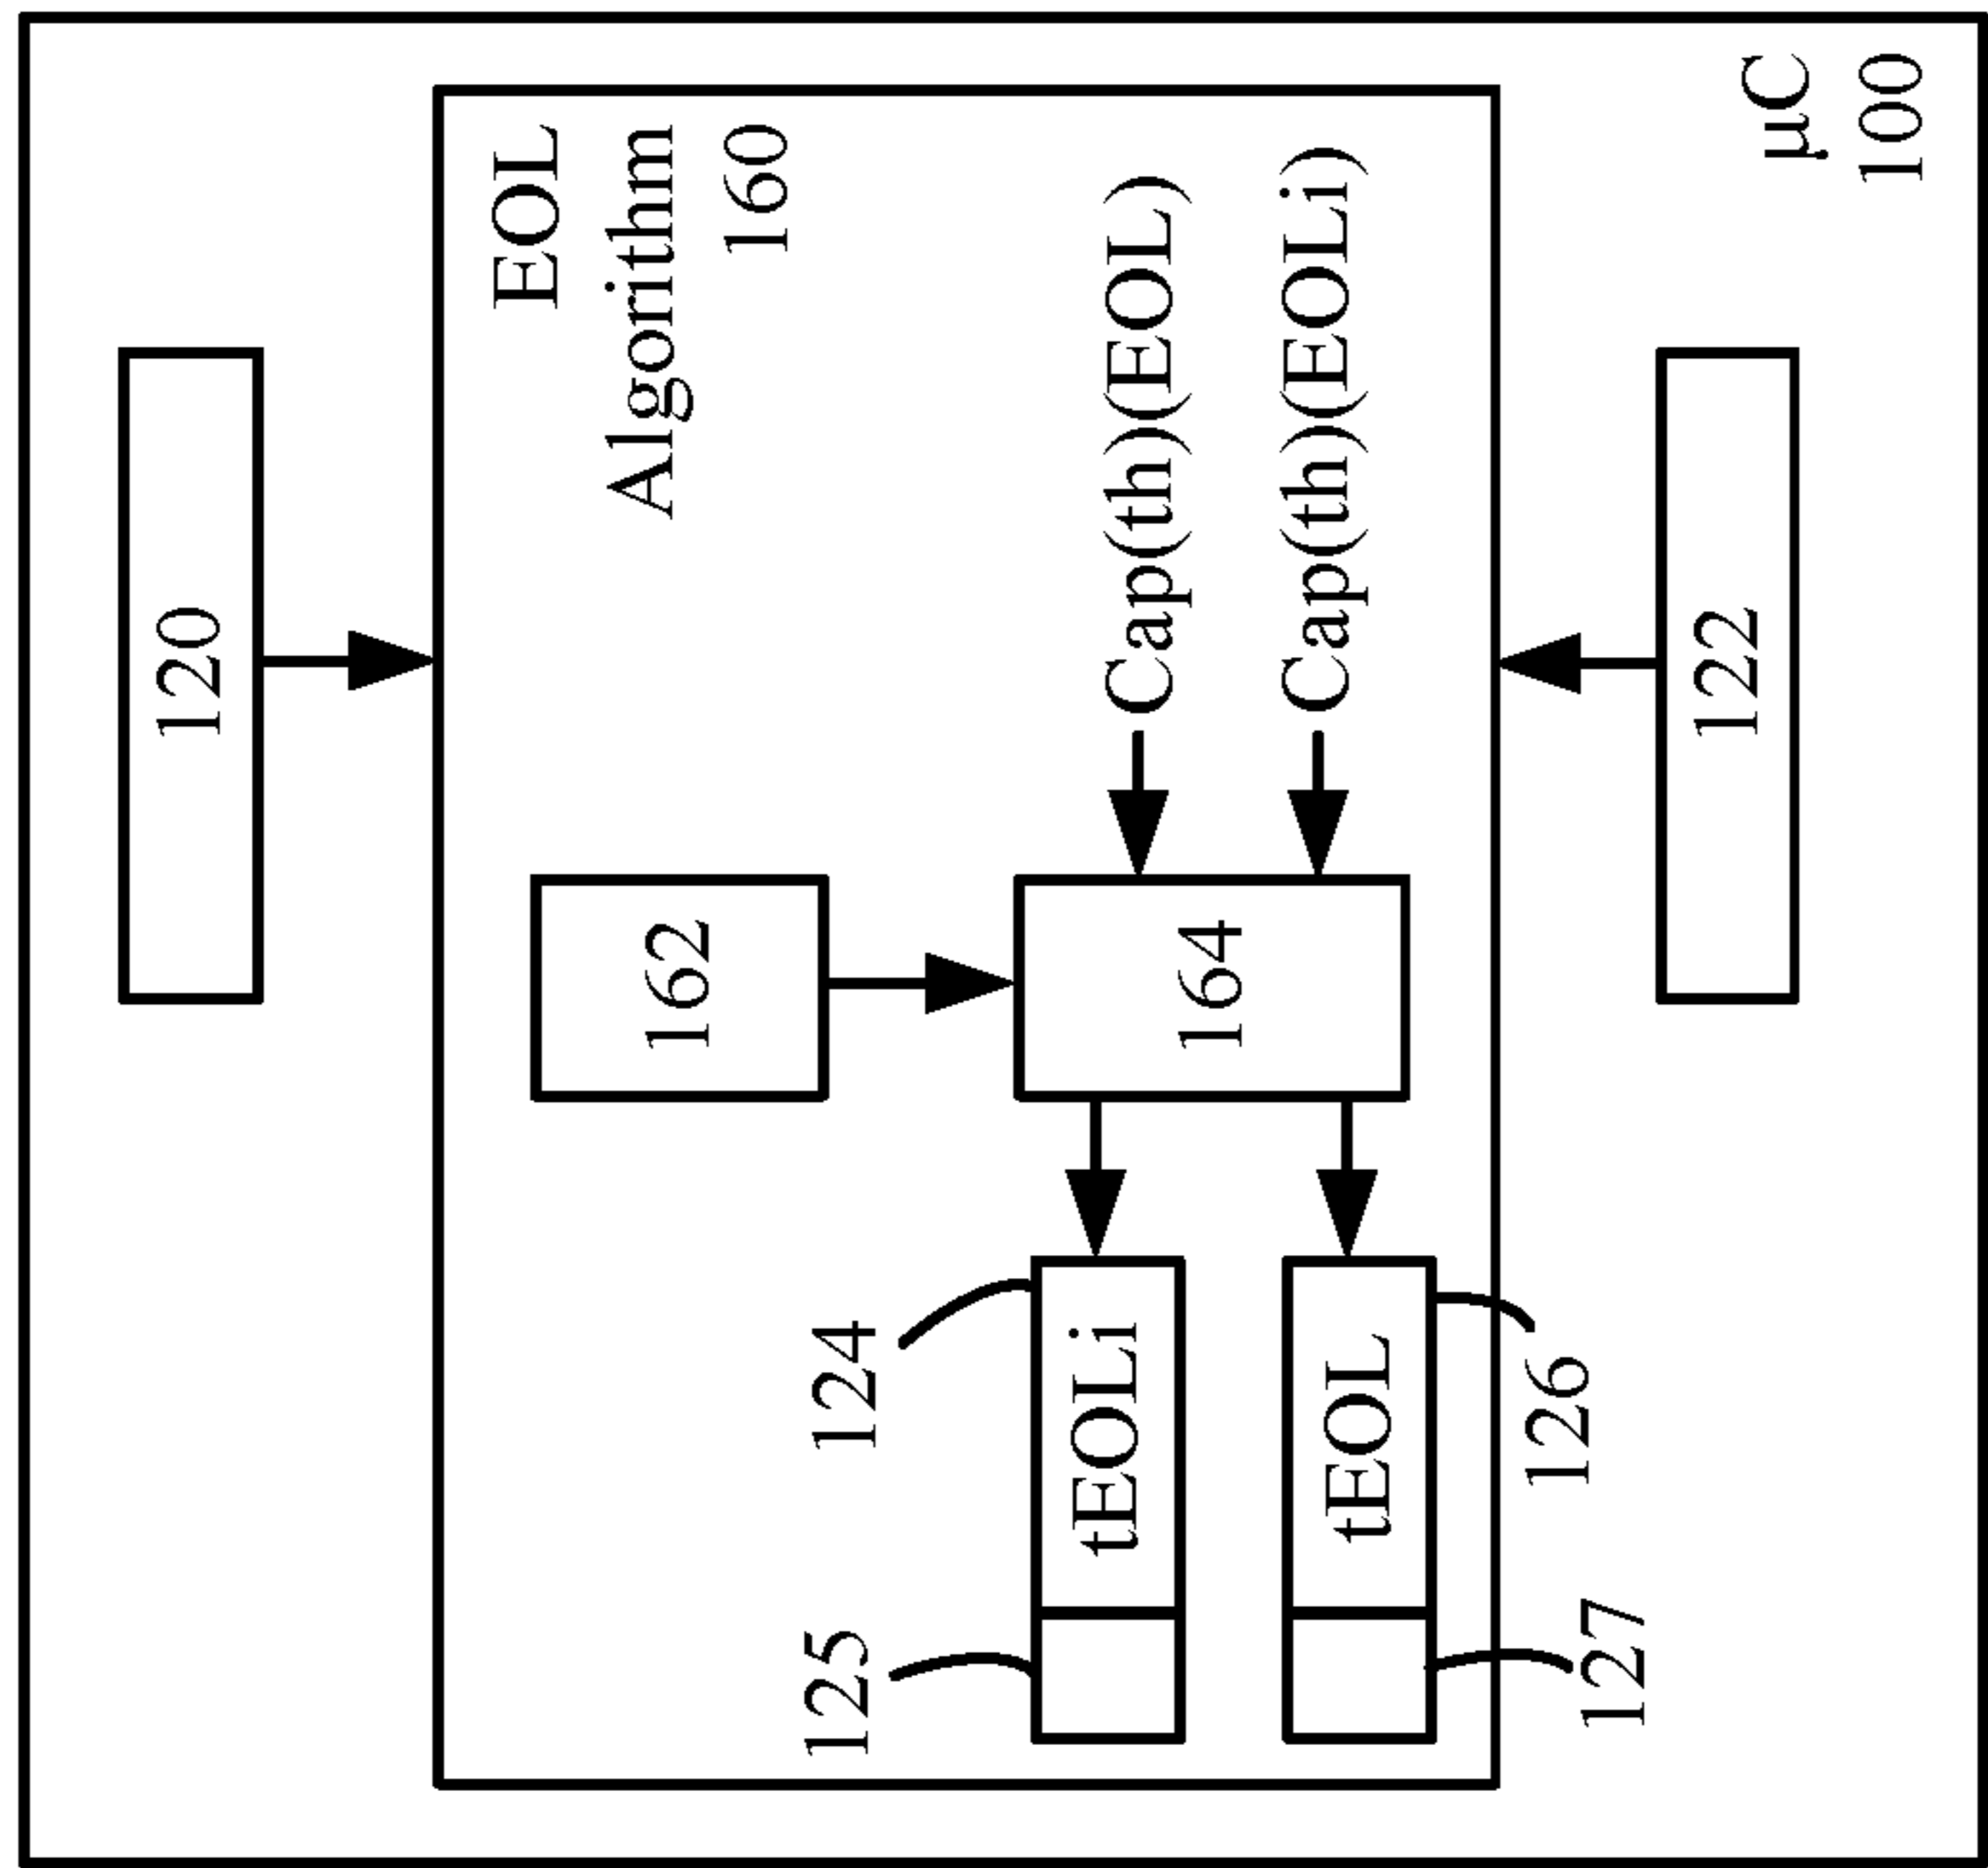 120
EOL
Algorithm
160
162
164
Cap(th)(EOL)
Cap(th)(EOLi)
124
125
tEOLi
tEOL
126
127
122
μC
100